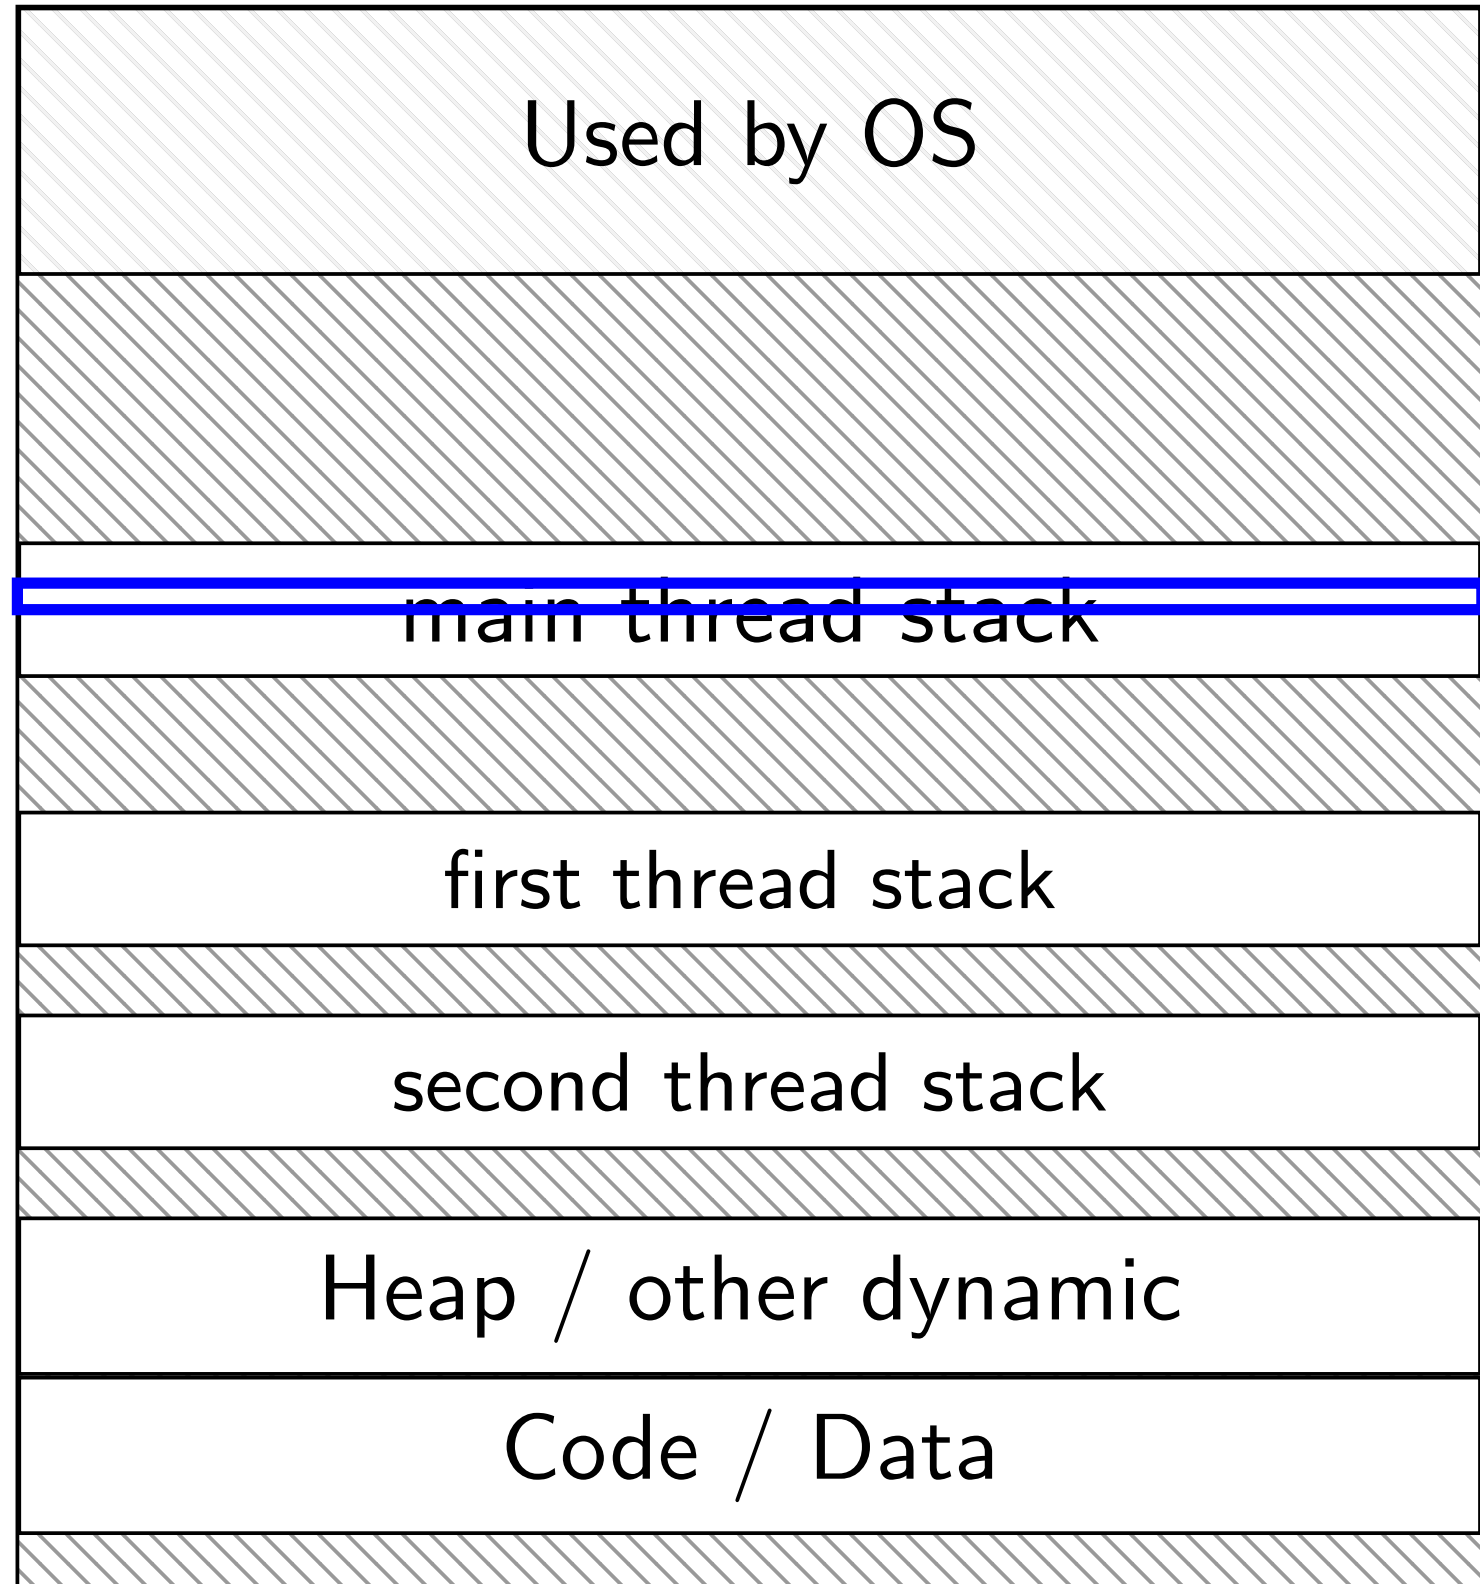 Used by OS
main thread stack
first thread stack
second thread stack
Heap / other dynamic
Code / Data